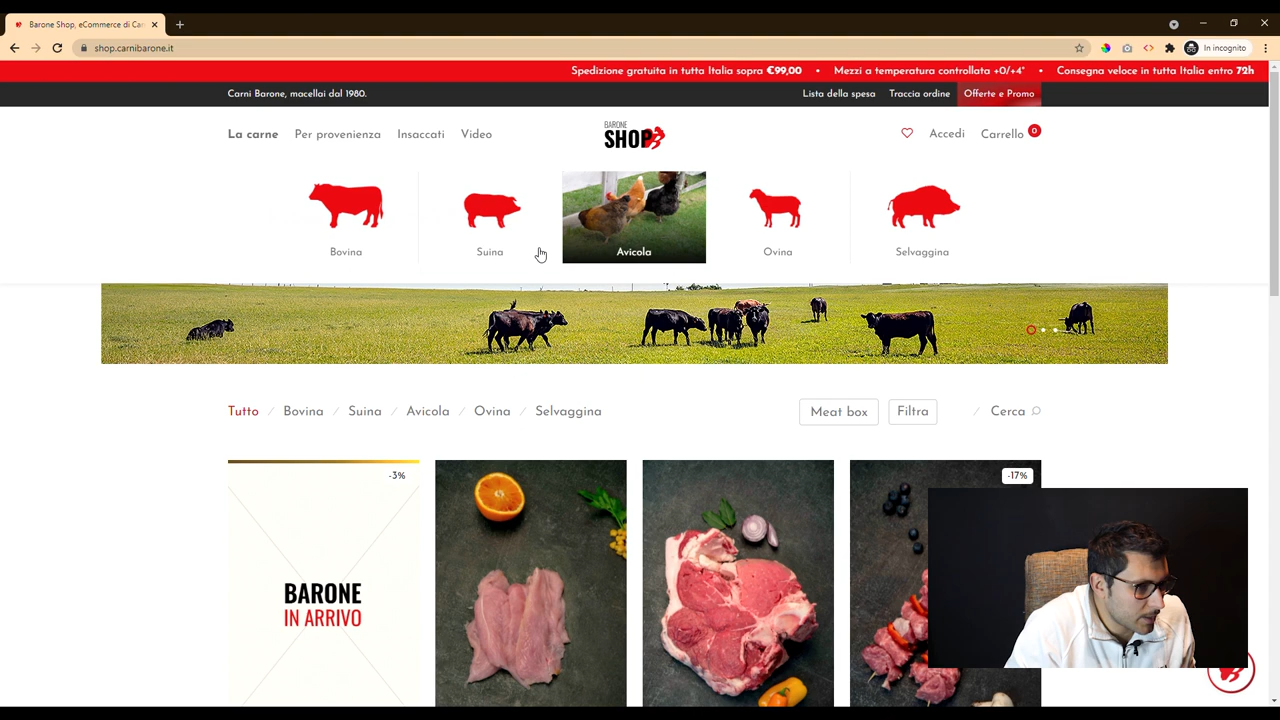 Barone Shop, eCommerce di Ca
shop.carnibarone.it
In incognito
Spedizione gratuita in tutta Italia sopra €99,00 • Mezzi a temperatura controllata +0/+4° • Consegna veloce in tutta Italia entro 72h
Carni Barone, macellai dal 1980.
Lista della spesa
Traccia ordine
Offerte e Promo
La carne
Per provenienza
Insaccati
Video
BARONE
SHOP
Accedi
Carrello 0
Bovina
Suina
Avicola
Ovina
Selvaggina
Tutto / Bovina / Suina / Avicola / Ovina / Selvaggina
Meat box
Filtra
/ Cerca
-3%
-17%
BARONE
IN ARRIVO